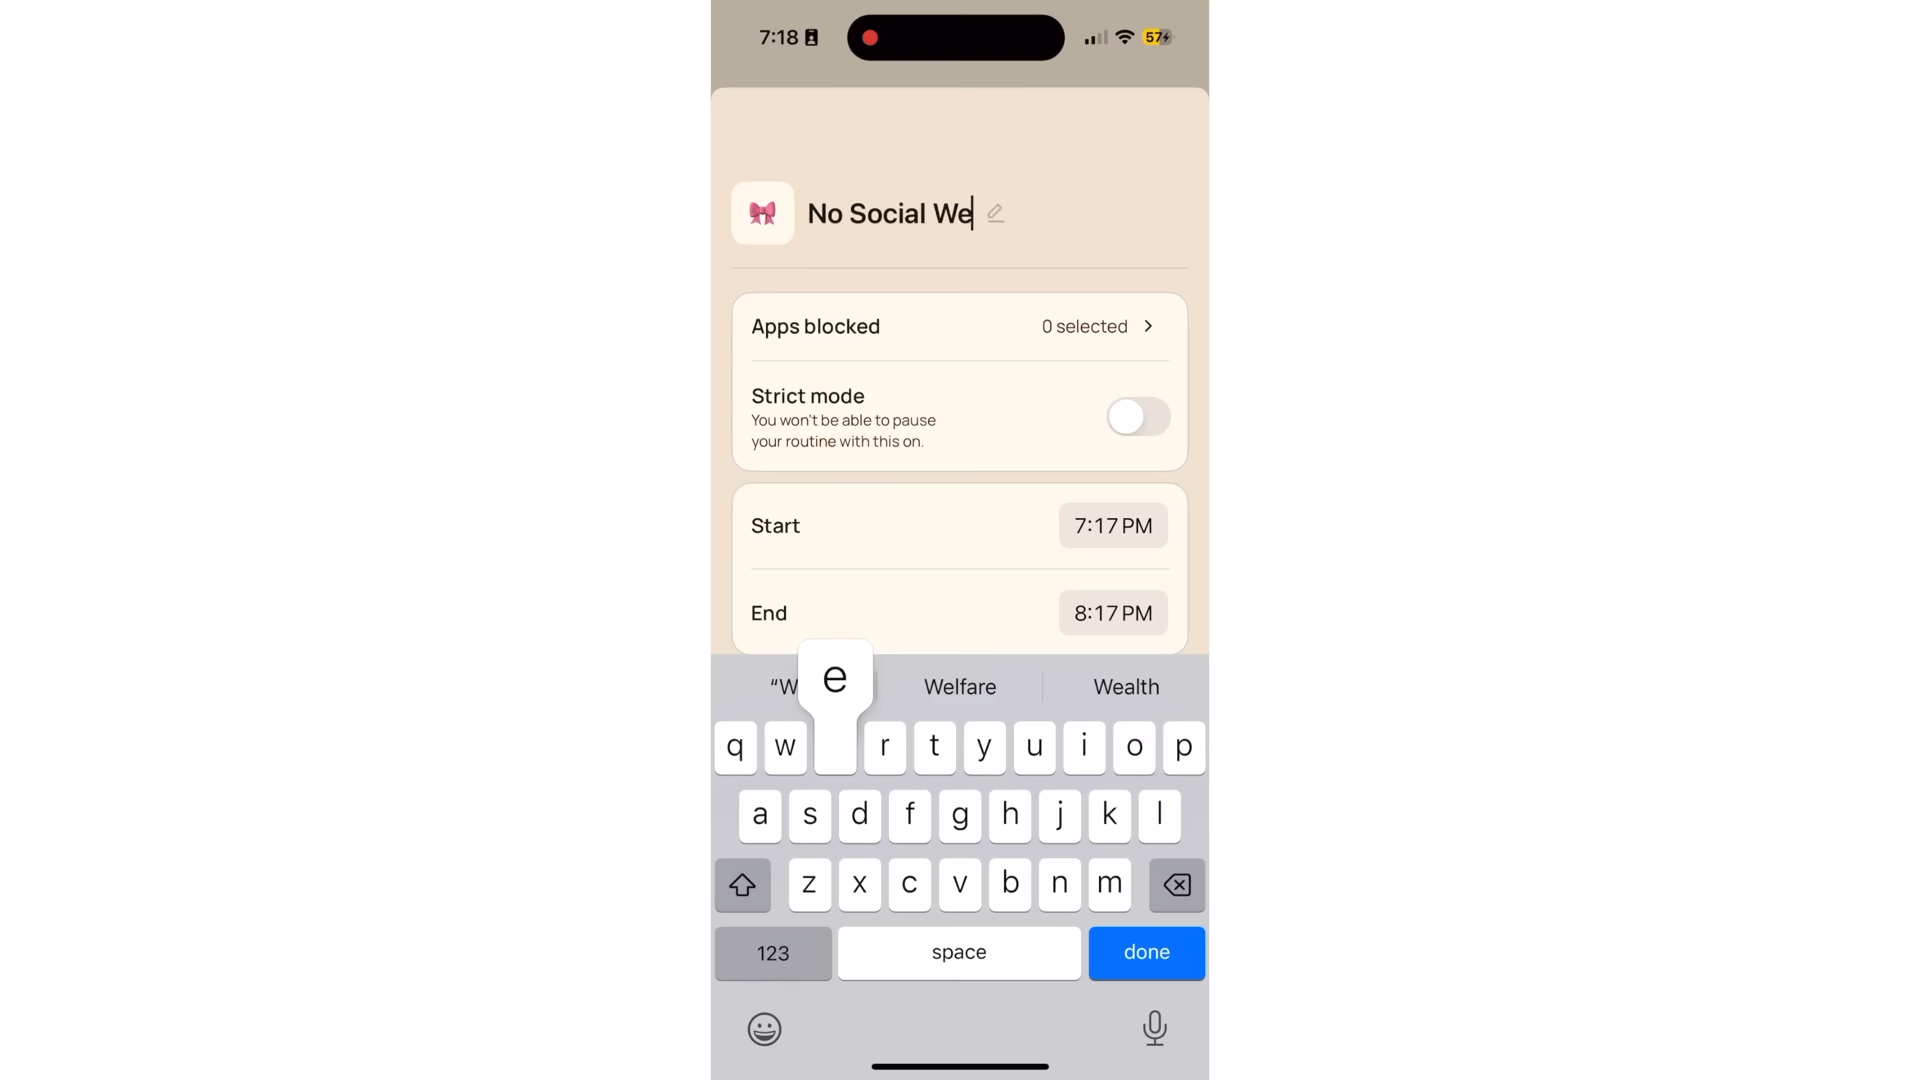 7:18
57
No Social We
Apps blocked
0 selected
Strict mode
You won't be able to pause
your routine with this on.
Start
7:17 PM
End
8:17 PM
e
“W
Welfare
Wealth
q w r t y u i o p
a s d f g h j k l
z x c v b n m
123
space
done